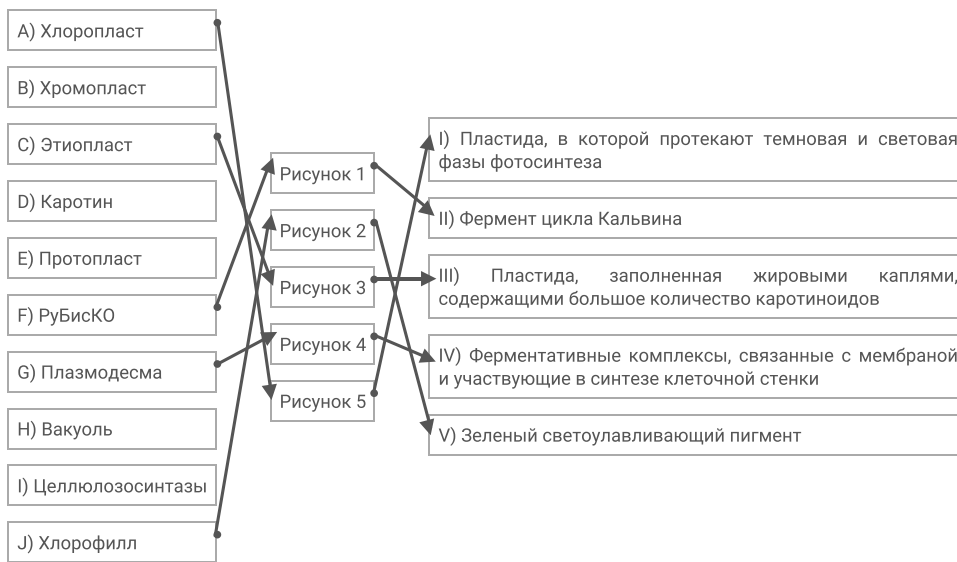 A) Хлоропласт
B) Хромопласт
C) Этиопласт
D) Каротин
E) Протопласт
F) РуБисКО
G) Плазмодесма
H) Вакуоль
I) Целлюлозосинтазы
J) Хлорофилл
Рисунок 1
Рисунок 2
Рисунок 3
Рисунок 4
Рисунок 5
I) Пластида, в которой протекают темновая и световая
фазы фотосинтеза
II) Фермент цикла Кальвина
III) Пластида, заполненная жировыми каплями,
содержащими большое количество каротиноидов
IV) Ферментативные комплексы, связанные с мембраной
и участвующие в синтезе клеточной стенки
V) Зеленый светоулавливающий пигмент